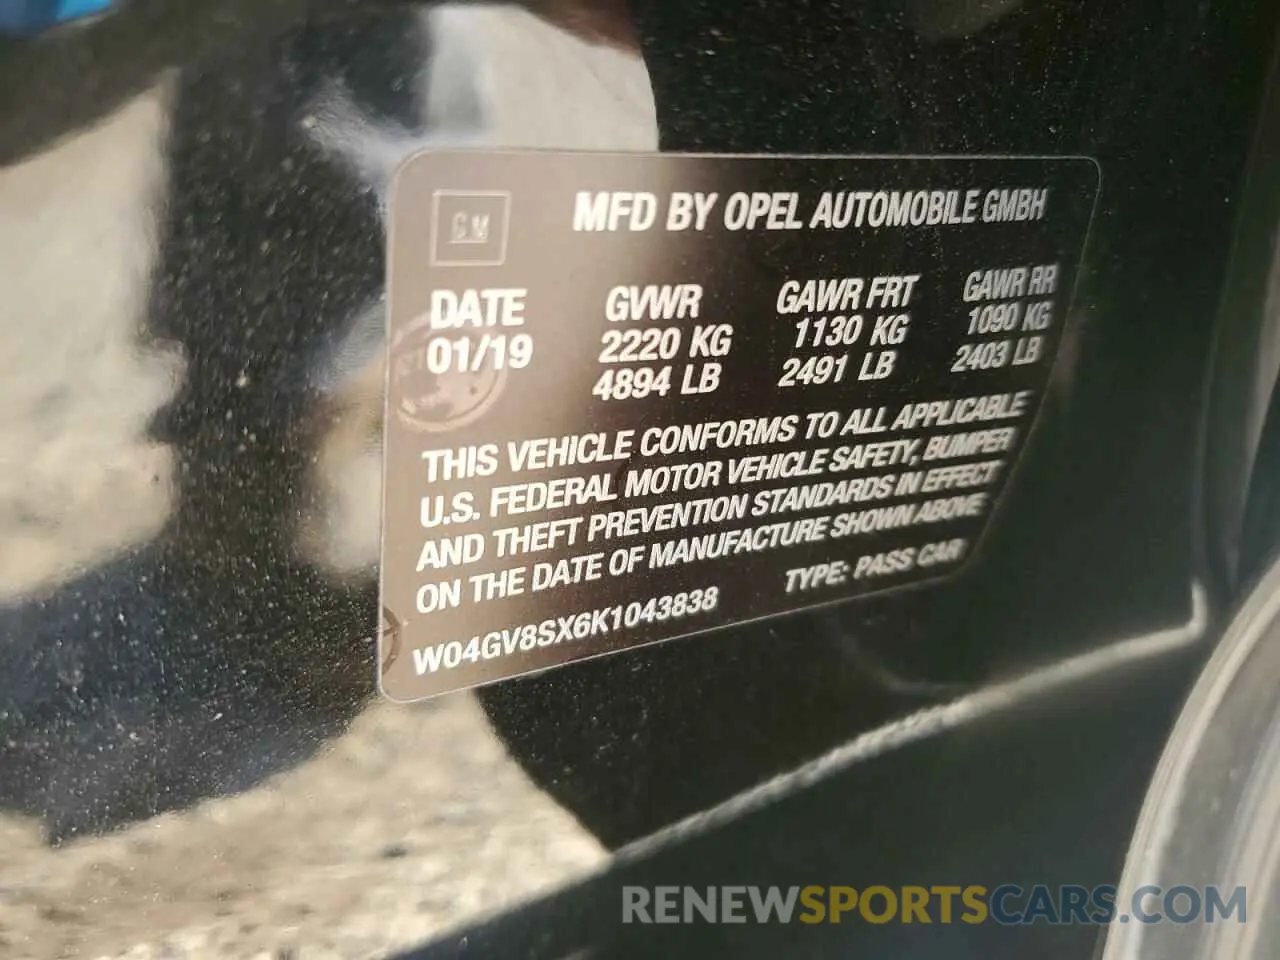 GM
MFD BY OPEL AUTOMOBILE GMBH
DATE GVWR GAWR FRT GAWR RR
01/19 2220 KG 1130 KG 1090 KG
4894 LB 2491 LB 2403 LB
THIS VEHICLE CONFORMS TO ALL APPLICABLE
U.S. FEDERAL MOTOR VEHICLE SAFETY, BUMPER
AND THEFT PREVENTION STANDARDS IN EFFECT
ON THE DATE OF MANUFACTURE SHOWN ABOVE
W04GV8SX6K1043838 TYPE: PASS CAR
RENEWSPORTSCARS.COM